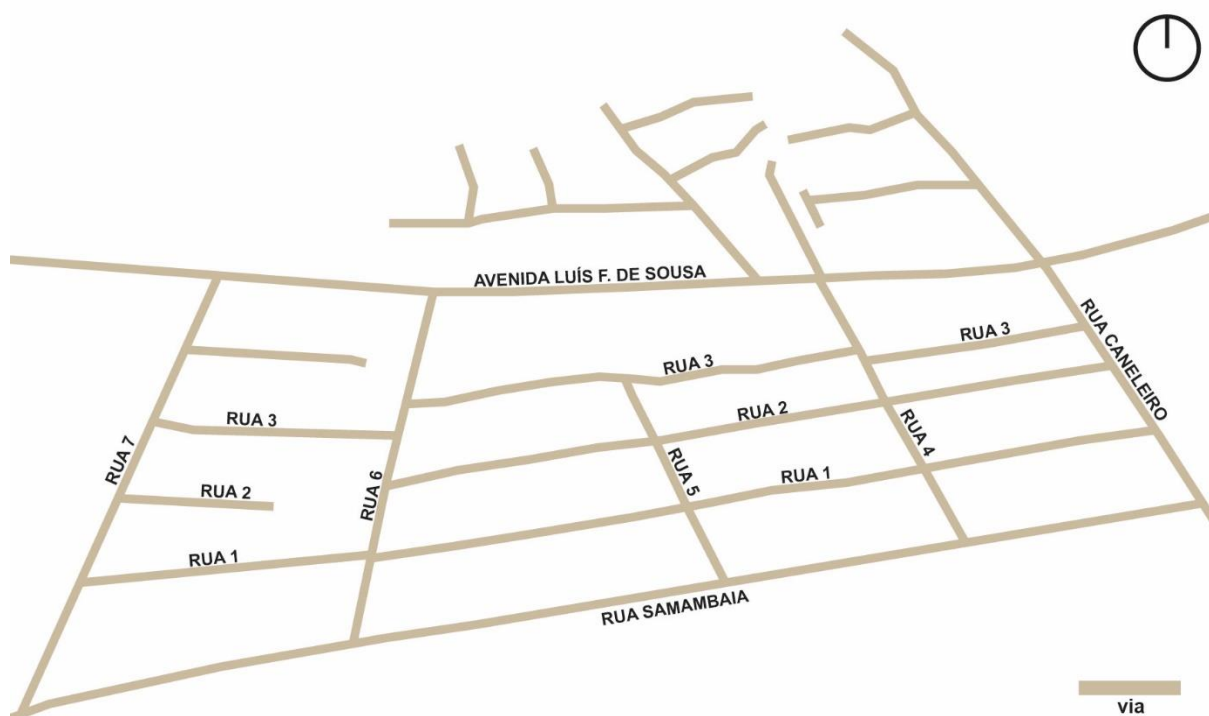 AVENIDA LUÍS F. DE SOUSA
RUA CANELEIRO
RUA 3
RUA 3
RUA 2
RUA 3
RUA 4
RUA 7
RUA 5
RUA 1
RUA 6
RUA 2
RUA 1
RUA SAMAMBAIA
via